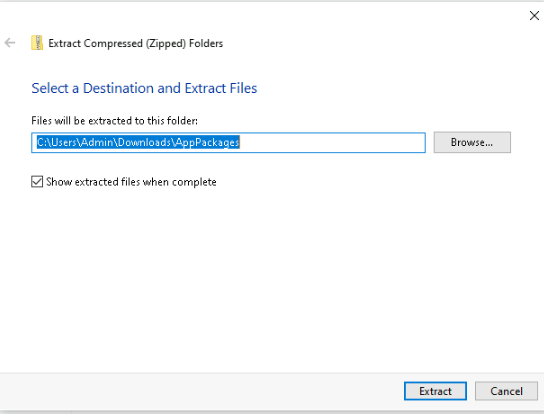 Extract Compressed (Zipped) Folders
Select a Destination and Extract Files
Files will be extracted to this folder:
C:\Users\Admin\Downloads\AppPackages
Browse...
Show extracted files when complete
Extract
Cancel